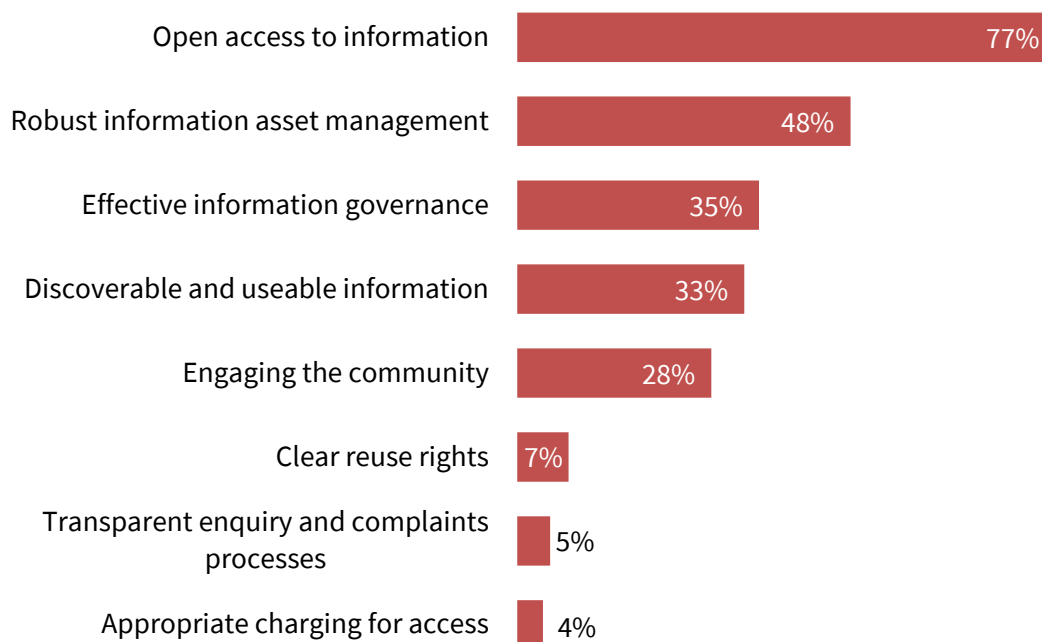 Open access to information
77%
Robust information asset management
48%
Effective information governance
35%
Discoverable and useable information
33%
Engaging the community
28%
Clear reuse rights
7%
Transparent enquiry and complaints
processes
5%
Appropriate charging for access
4%